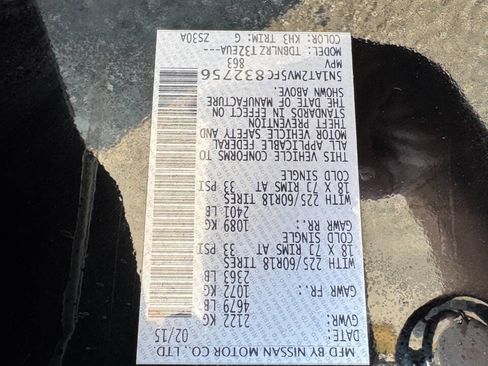 MFD BY NISSAN MOTOR CO., LTD.
DATE: 02/15
GVWR: 2122 KG
4679 LB
GAWR FR.: 1072 KG
2363 LB
WITH 225/60R18 TIRES
18 X 73 RIMS AT 33 PSI
COLD SINGLE
GAWR RR.: 1089 KG
2401 LB
WITH 225/60R18 TIRES
18 X 73 RIMS AT 33 PSI
COLD SINGLE
THIS VEHICLE CONFORMS TO
ALL APPLICABLE FEDERAL
MOTOR VEHICLE SAFETY AND
THEFT PREVENTION
STANDARDS IN EFFECT ON
THE DATE OF MANUFACTURE
SHOWN ABOVE.
5N1AT2MV5FC832756
MPV 863
MODEL: TDBNLRZT32EUA---
COLOR: KH3 TRIM: G
ZS30A